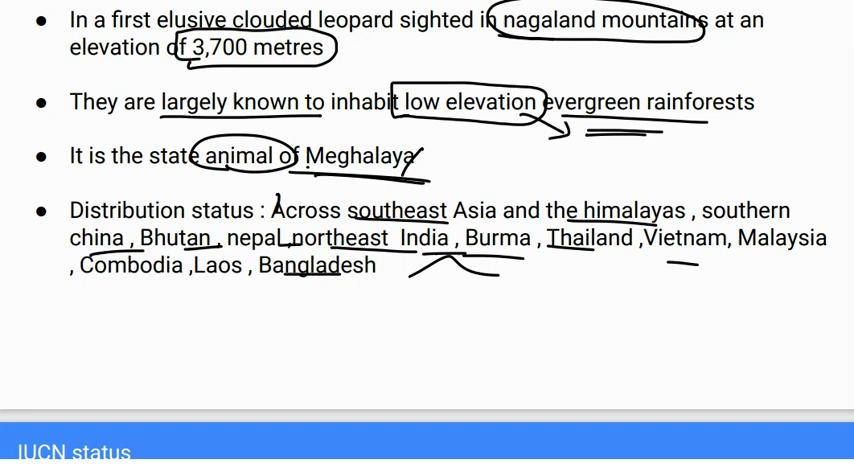 ● In a first elusive clouded leopard sighted in nagaland mountains at an
elevation of 3,700 metres
● They are largely known to inhabit low elevation evergreen rainforests
● It is the state animal of Meghalaya
● Distribution status : Across southeast Asia and the himalayas , southern
china , Bhutan , nepal,northeast India , Burma , Thailand ,Vietnam, Malaysia
, Combodia ,Laos , Bangladesh
IUCN status